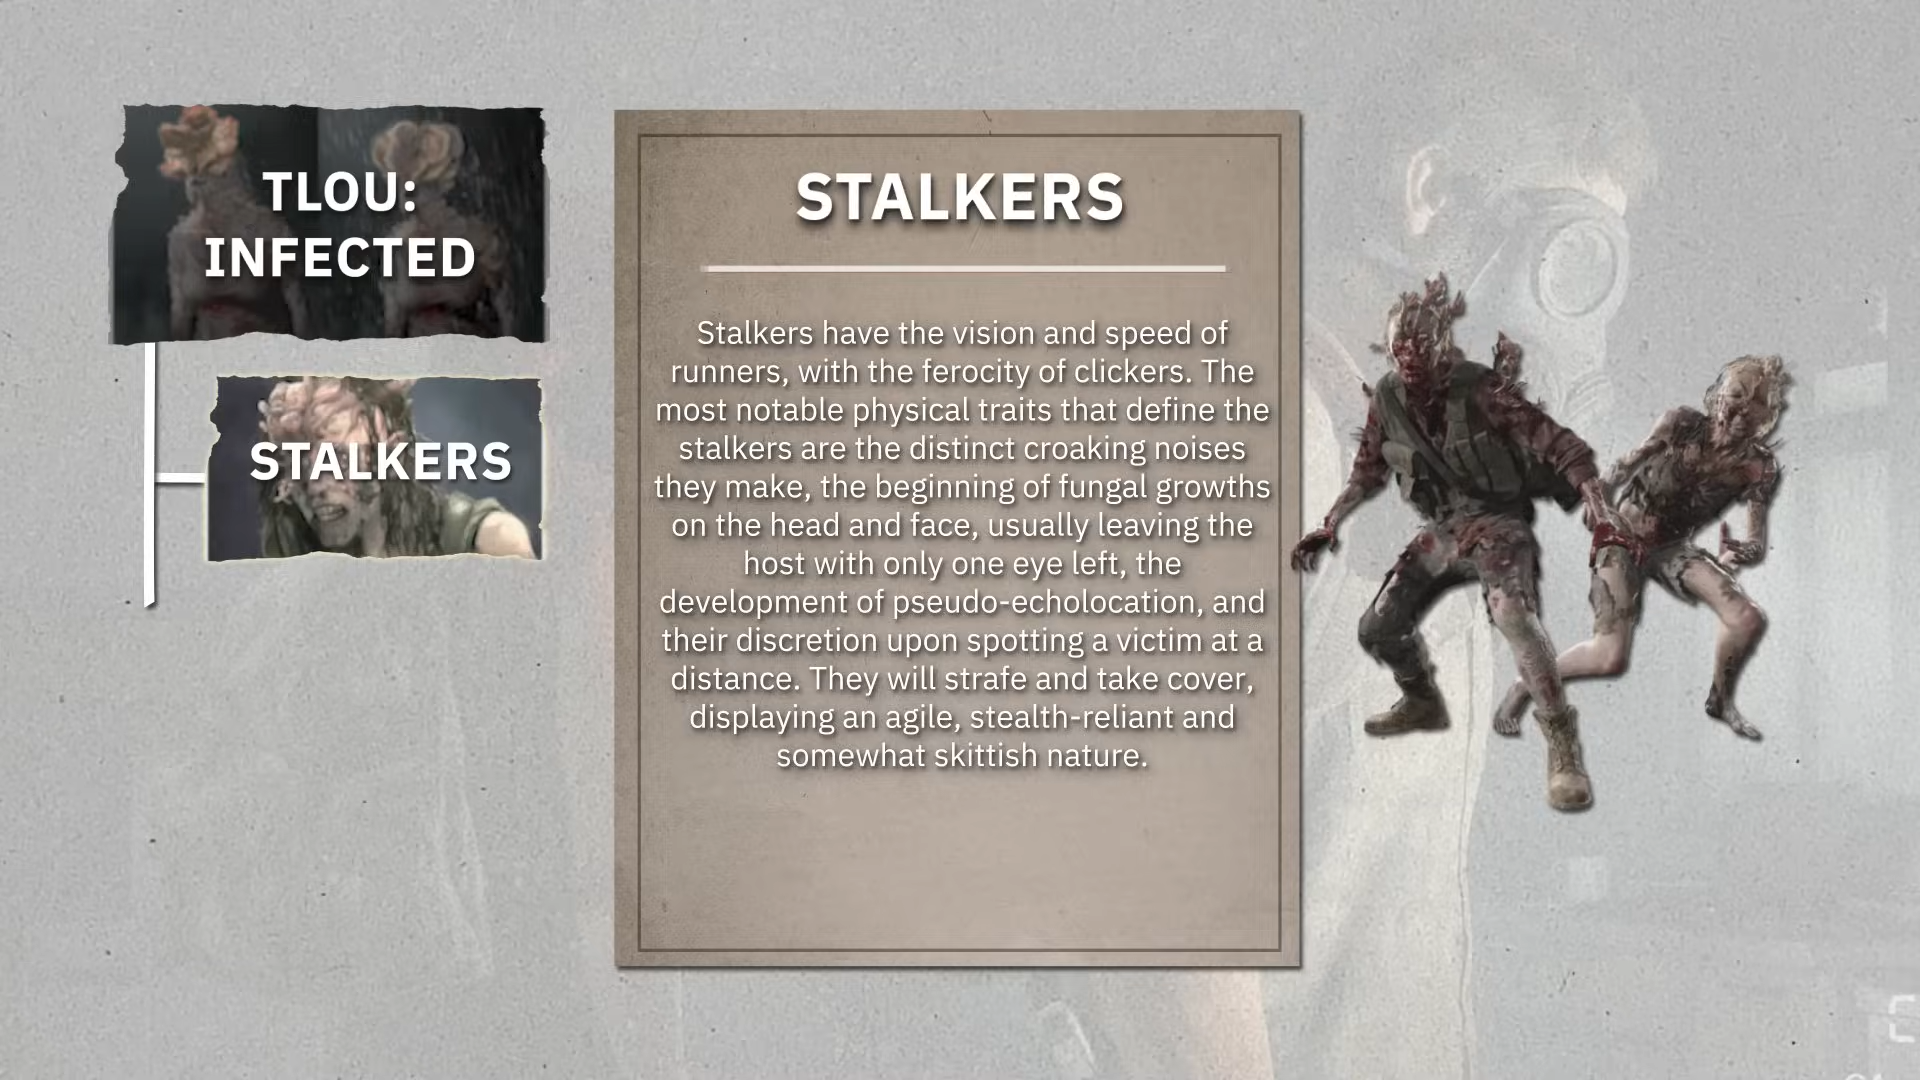 TLOU:
INFECTED
STALKERS
STALKERS
Stalkers have the vision and speed of
runners, with the ferocity of clickers. The
most notable physical traits that define the
stalkers are the distinct croaking noises
they make, the beginning of fungal growths
on the head and face, usually leaving the
host with only one eye left, the
development of pseudo-echolocation, and
their discretion upon spotting a victim at a
distance. They will strafe and take cover,
displaying an agile, stealth-reliant and
somewhat skittish nature.